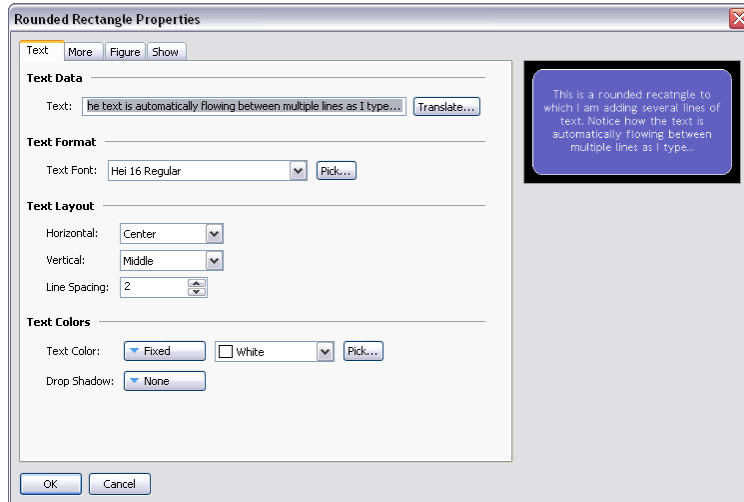 Rounded Rectangle Properties
Text More Figure Show
Text Data
Text: he text is automatically flowing between multiple lines as I type... Translate...
Text Format
Text Font: Hei 16 Regular Pick...
Text Layout
Horizontal: Center
Vertical: Middle
Line Spacing: 2
Text Colors
Text Color: Fixed White Pick...
Drop Shadow: None
OK Cancel
This is a rounded recatngle to
which I am adding several lines of
text. Notice how the text is
automatically flowing between
multiple lines as I type...